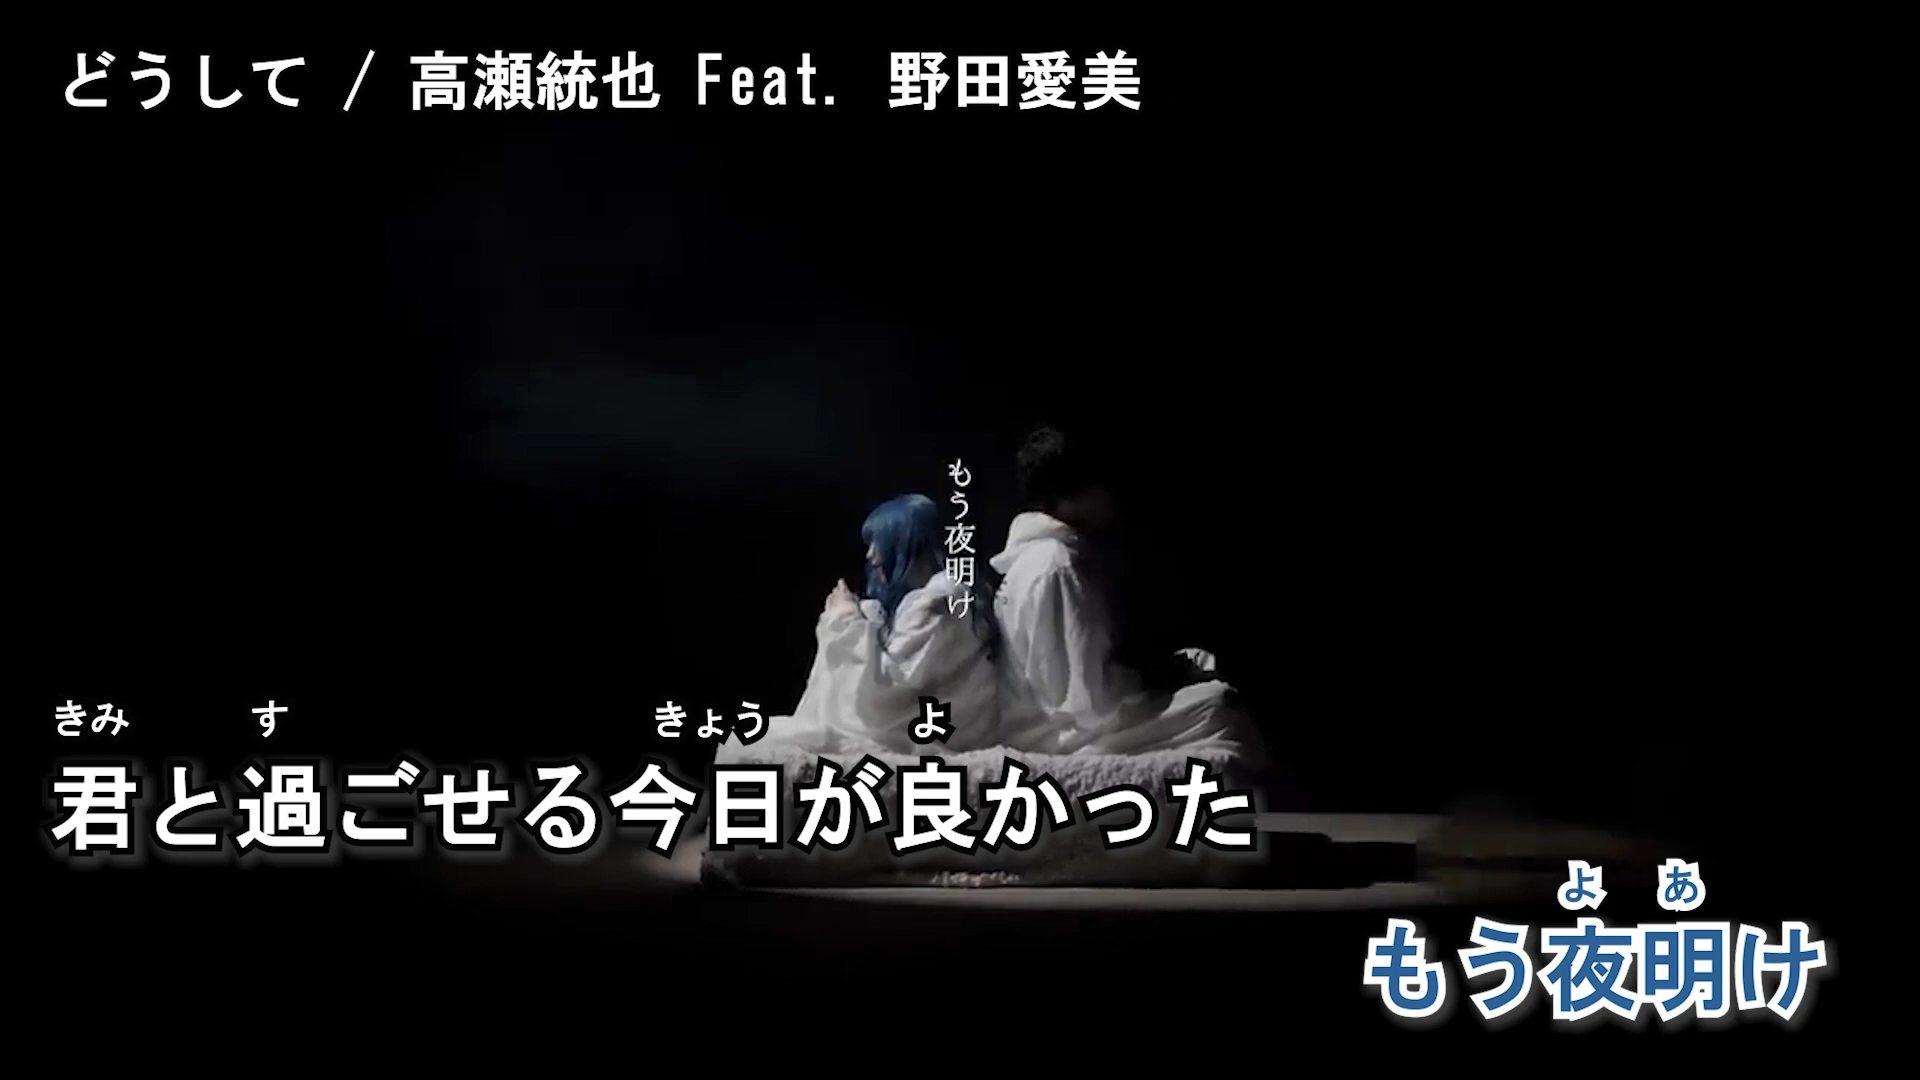 どうして / 高瀬統也 Feat. 野田愛美
もう夜明け
きみ す きょう よ
君と過ごせる今日が良かった
よ あ
もう夜明け